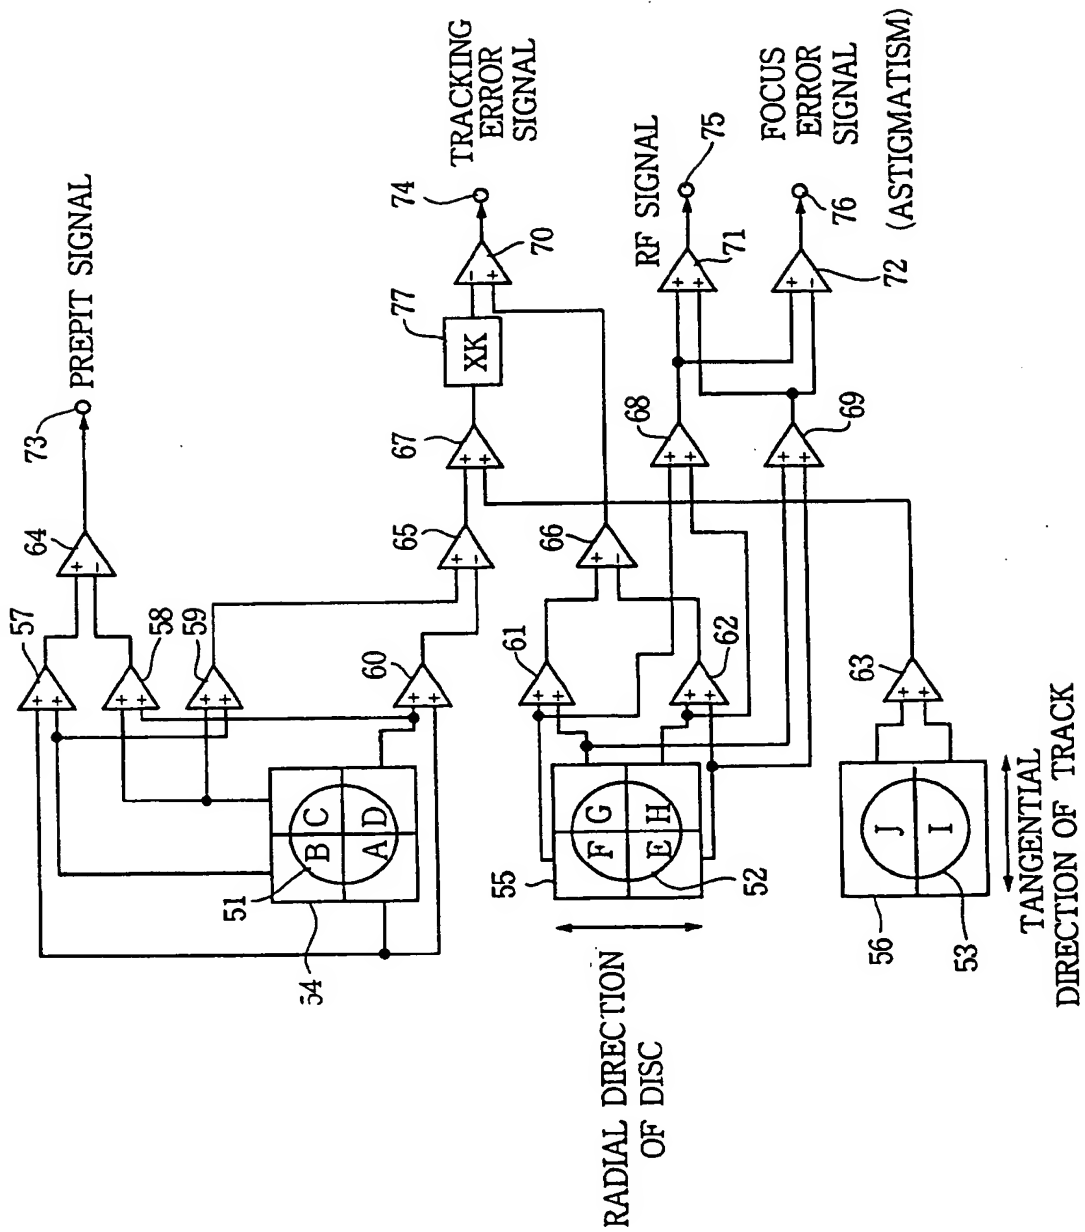 54
51
B
C
A
D
57
+
+
58
+
+
59
+
+
60
+
+
64
+
−
73
PREPIT SIGNAL
65
+
−
67
+
+
77
XK
70
−
+
74
TRACKING
ERROR
SIGNAL
RADIAL DIRECTION
OF DISC
55
52
F
G
E
H
61
+
+
62
+
+
66
+
−
68
+
+
69
+
+
71
+
+
RF SIGNAL
75
72
+
−
76
FOCUS
ERROR
SIGNAL
(ASTIGMATISM)
56
53
J
I
63
+
+
TANGENTIAL
DIRECTION OF TRACK